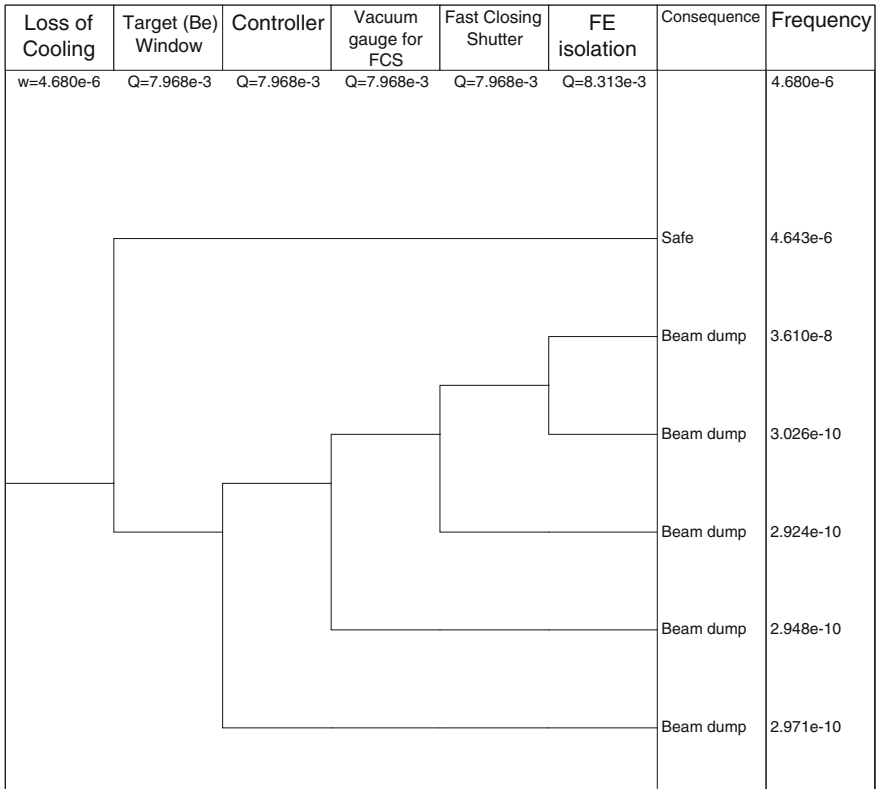 Loss of Cooling
Target (Be) Window
Controller
Vacuum gauge for FCS
Fast Closing Shutter
FE isolation
Consequence
Frequency
w=4.680e-6
Q=7.968e-3
Q=7.968e-3
Q=7.968e-3
Q=7.968e-3
Q=8.313e-3
4.680e-6
Safe
4.643e-6
Beam dump
3.610e-8
Beam dump
3.026e-10
Beam dump
2.924e-10
Beam dump
2.948e-10
Beam dump
2.971e-10